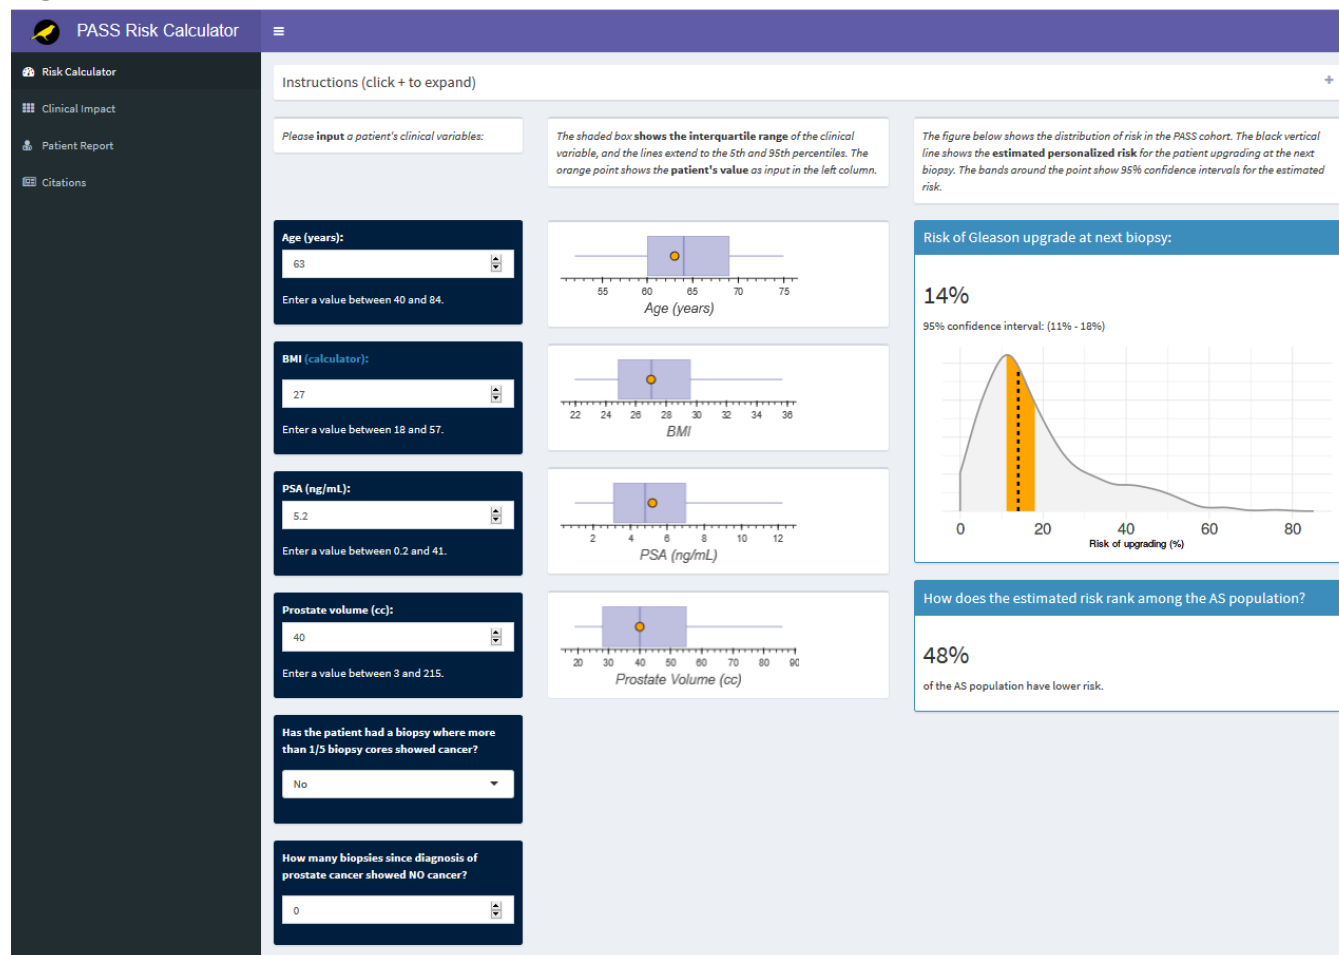 PASS Risk Calculator
Risk Calculator
Clinical Impact
Patient Report
Citations
Instructions (click + to expand)
+
Please input a patient's clinical variables:
The shaded box shows the interquartile range of the clinical
variable, and the lines extend to the 5th and 95th percentiles. The
orange point shows the patient's value as input in the left column.
The figure below shows the distribution of risk in the PASS cohort. The black vertical
line shows the estimated personalized risk for the patient upgrading at the next
biopsy. The bands around the point show 95% confidence intervals for the estimated
risk.
Age (years):
63
Enter a value between 40 and 84.
55 60 65 70 75
Age (years)
BMI (calculator):
27
Enter a value between 18 and 57.
22 24 26 28 30 32 34 36
BMI
PSA (ng/mL):
5.2
Enter a value between 0.2 and 41.
2 4 6 8 10 12
PSA (ng/mL)
Prostate volume (cc):
40
Enter a value between 3 and 215.
20 30 40 50 60 70 80 90
Prostate Volume (cc)
Has the patient had a biopsy where more
than 1/5 biopsy cores showed cancer?
No
How many biopsies since diagnosis of
prostate cancer showed NO cancer?
0
Risk of Gleason upgrade at next biopsy:
14%
95% confidence interval: (11% - 18%)
0 20 40 60 80
Risk of upgrading (%)
How does the estimated risk rank among the AS population?
48%
of the AS population have lower risk.